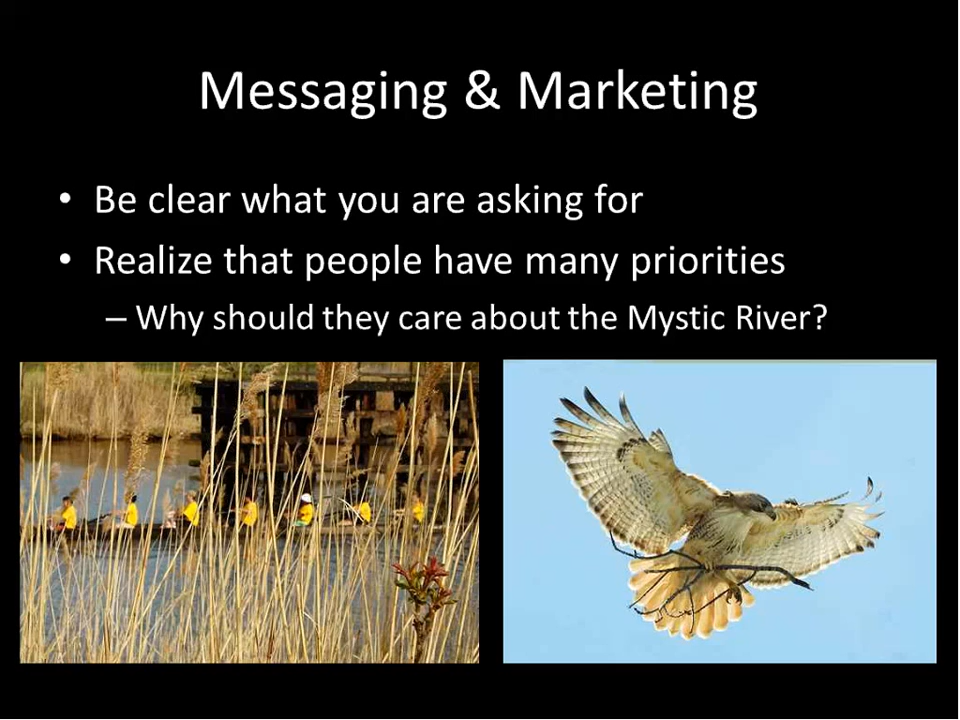 Messaging & Marketing
• Be clear what you are asking for
• Realize that people have many priorities
– Why should they care about the Mystic River?